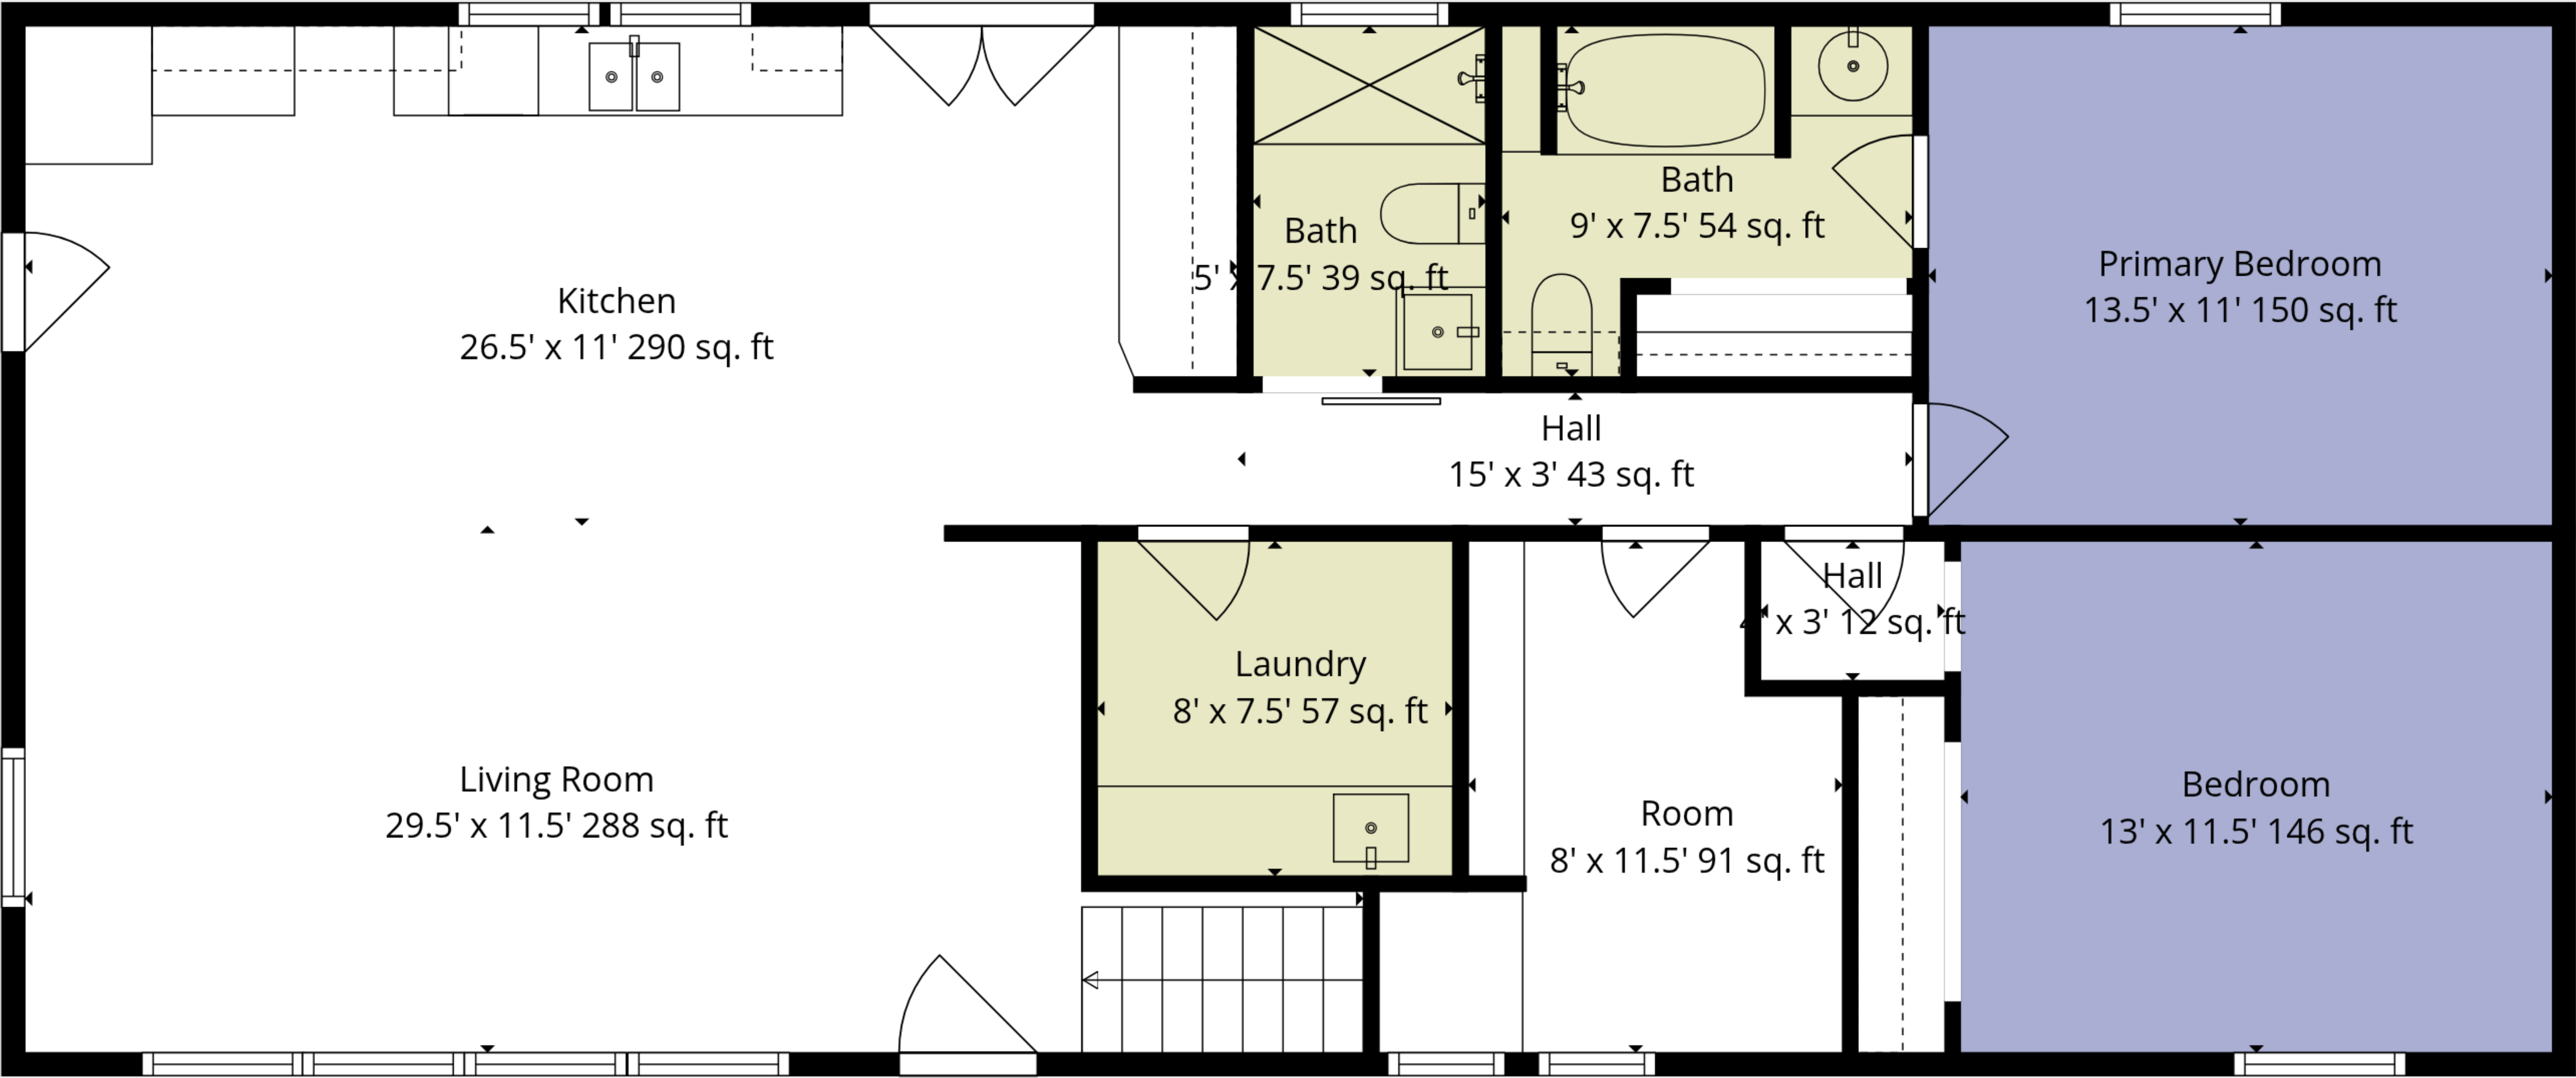 Kitchen
26.5' x 11' 290 sq. ft
Bath
5' x 7.5' 39 sq. ft
Bath
9' x 7.5' 54 sq. ft
Primary Bedroom
13.5' x 11' 150 sq. ft
Hall
15' x 3' 43 sq. ft
Hall
4' x 3' 12 sq. ft
Laundry
8' x 7.5' 57 sq. ft
Living Room
29.5' x 11.5' 288 sq. ft
Room
8' x 11.5' 91 sq. ft
Bedroom
13' x 11.5' 146 sq. ft